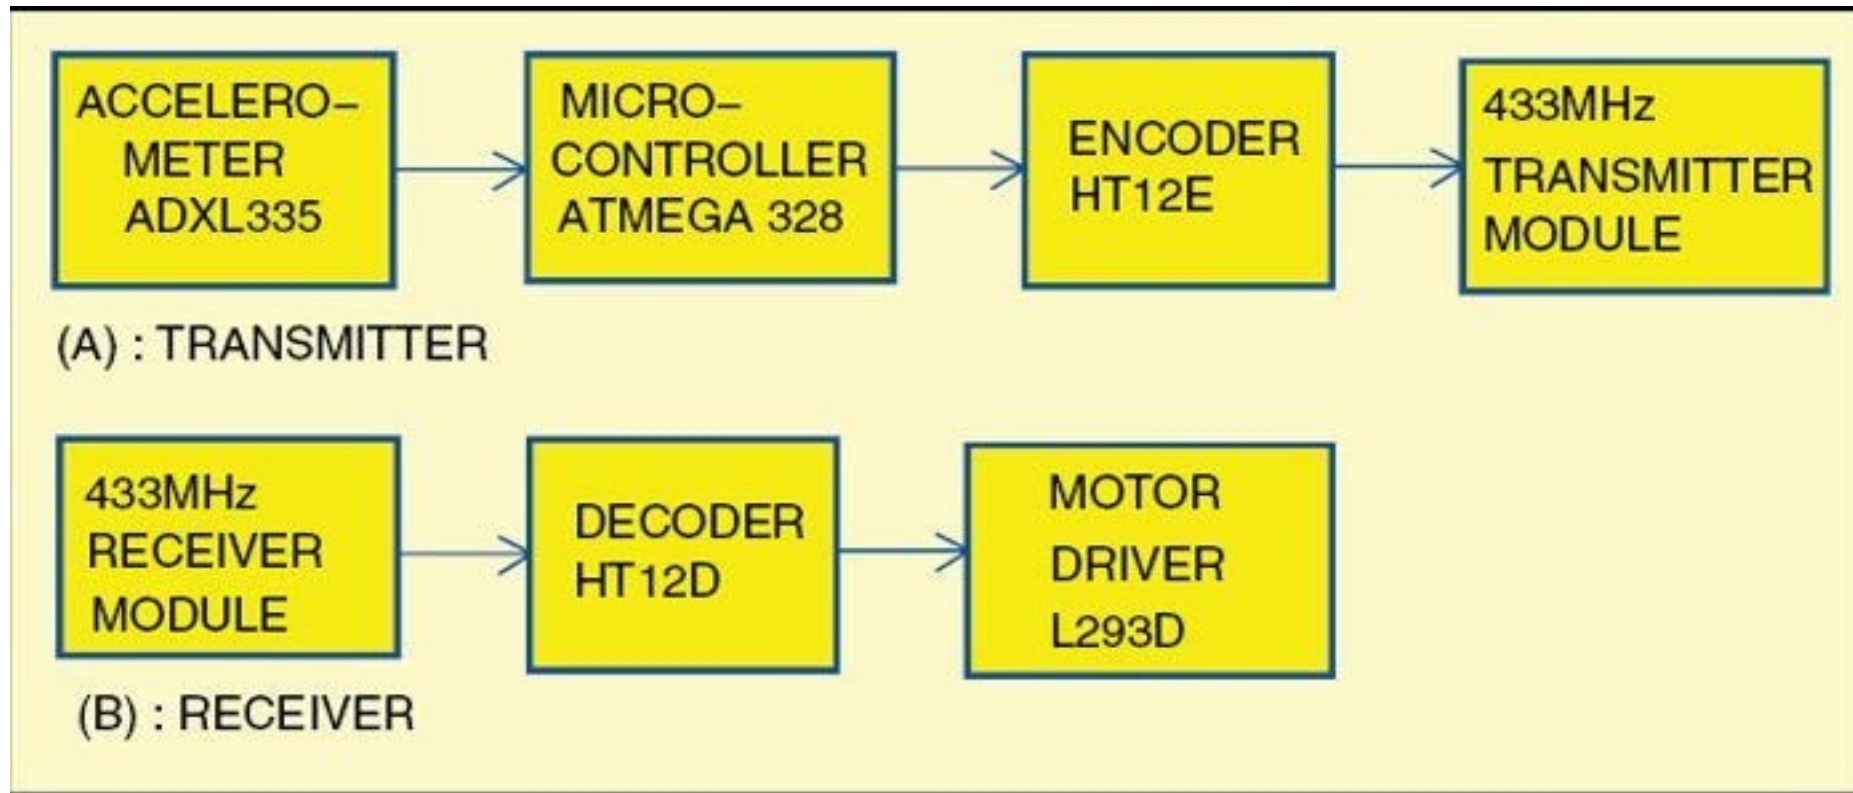 ACCELERO–
METER
ADXL335
MICRO–
CONTROLLER
ATMEGA 328
ENCODER
HT12E
433MHz
TRANSMITTER
MODULE
(A) : TRANSMITTER
433MHz
RECEIVER
MODULE
DECODER
HT12D
MOTOR
DRIVER
L293D
(B) : RECEIVER